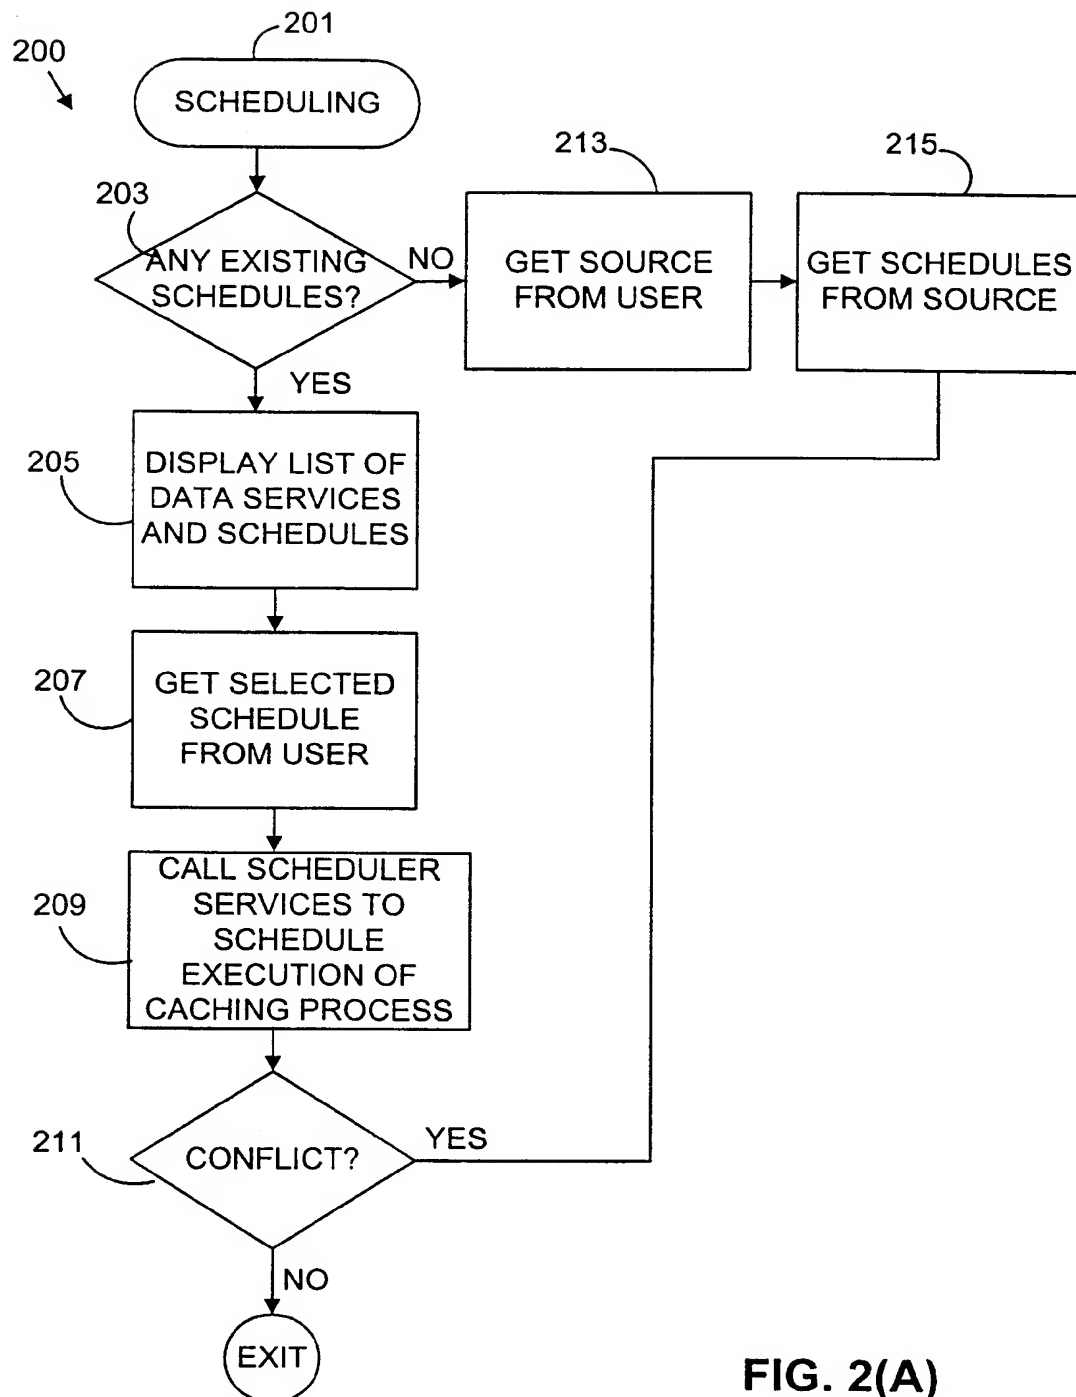 201
200
SCHEDULING
213
215
203
ANY EXISTING
SCHEDULES?
NO
GET SOURCE
FROM USER
GET SCHEDULES
FROM SOURCE
YES
205
DISPLAY LIST OF
DATA SERVICES
AND SCHEDULES
207
GET SELECTED
SCHEDULE
FROM USER
209
CALL SCHEDULER
SERVICES TO
SCHEDULE
EXECUTION OF
CACHING PROCESS
211
CONFLICT?
YES
NO
EXIT
FIG. 2(A)